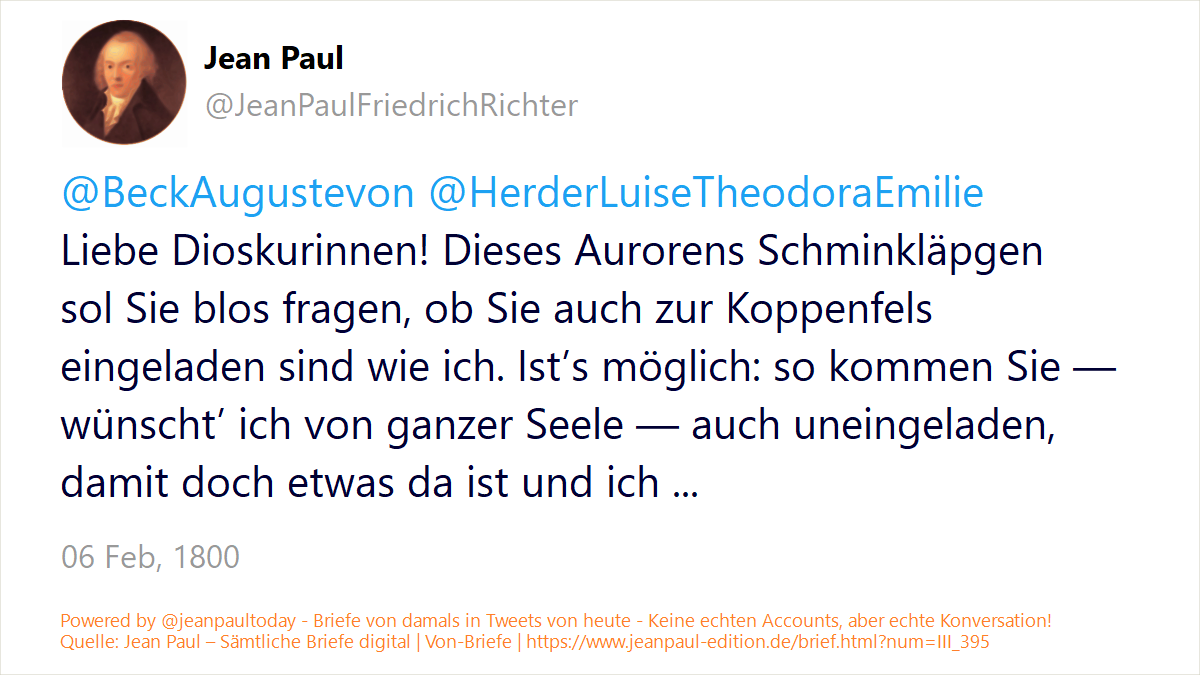 Jean Paul
@JeanPaulFriedrichRichter
@BeckAugustevon @HerderLuiseTheodoraEmilie
Liebe Dioskurinnen! Dieses Aurorens Schminkläpgen
sol Sie blos fragen, ob Sie auch zur Koppenfels
eingeladen sind wie ich. Ist’s möglich: so kommen Sie —
wünscht’ ich von ganzer Seele — auch uneingeladen,
damit doch etwas da ist und ich ...
06 Feb, 1800
Powered by @jeanpaultoday - Briefe von damals in Tweets von heute - Keine echten Accounts, aber echte Konversation!
Quelle: Jean Paul – Sämtliche Briefe digital | Von-Briefe | https://www.jeanpaul-edition.de/brief.html?num=III_395